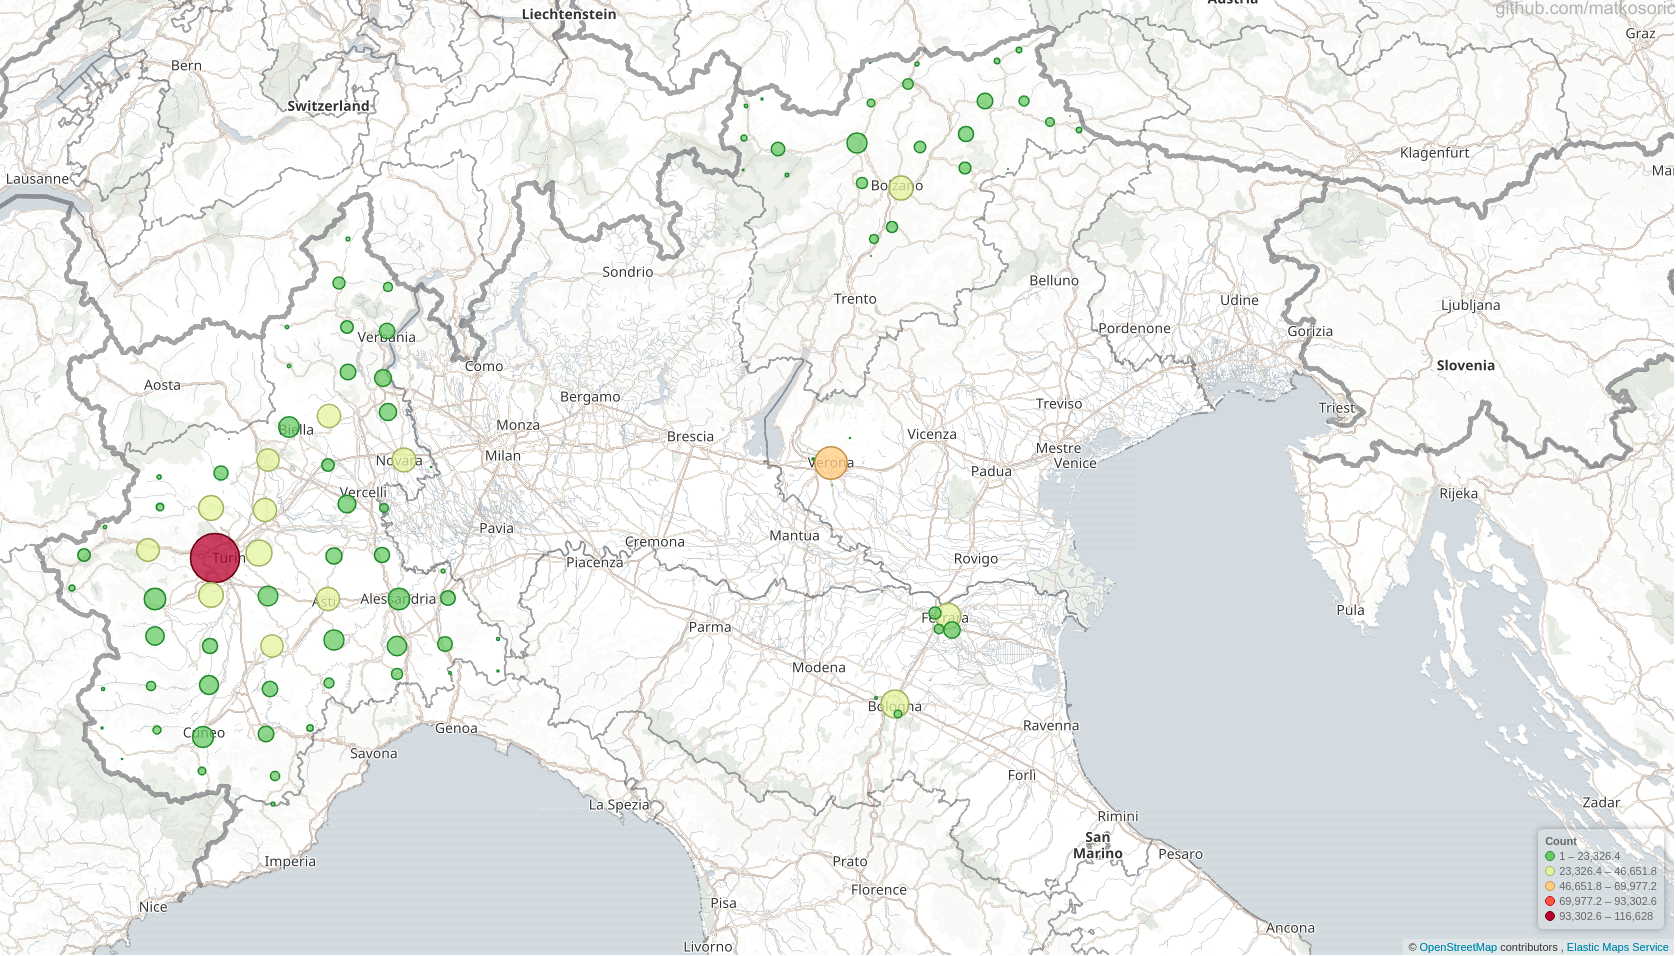 Liechtenstein
Austria
github.com/matkosoric
Graz
Bern
Switzerland
Klagenfurt
Lausanne
Bolzano
Sondrio
Belluno
Trento
Udine
Ljubljana
Pordenone
Gorizia
Verbania
Como
Slovenia
Aosta
Bergamo
Treviso
Triest
Monza
Biella
Brescia
Vicenza
Mestre
Milan
Novara
Verona
Padua
Venice
Vercelli
Rijeka
Pavia
Mantua
Cremona
Turin
Piacenza
Rovigo
Asti
Alessandria
Pula
Ferrara
Parma
Modena
Bologna
Ravenna
Genoa
Cuneo
Savona
Forlì
La Spezia
Zadar
Rimini
San
Marino
Pesaro
Imperia
Prato
Florence
Nice
Pisa
Ancona
Livorno
Count
1 – 23,326.4
23,326.4 – 46,651.8
46,651.8 – 69,977.2
69,977.2 – 93,302.6
93,302.6 – 116,628
© OpenStreetMap contributors , Elastic Maps Service